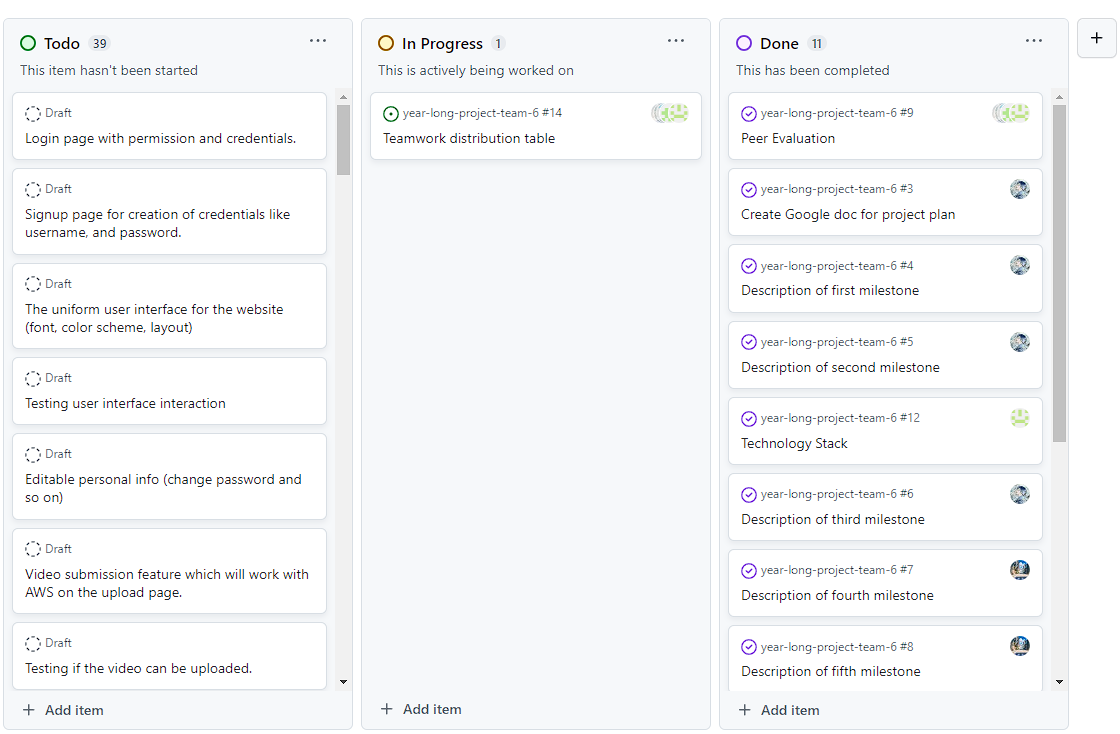 Todo 39
This item hasn't been started
Draft
Login page with permission and credentials.
Draft
Signup page for creation of credentials like
username, and password.
Draft
The uniform user interface for the website
(font, color scheme, layout)
Draft
Testing user interface interaction
Draft
Editable personal info (change password and
so on)
Draft
Video submission feature which will work with
AWS on the upload page.
Draft
Testing if the video can be uploaded.
+ Add item
In Progress 1
This is actively being worked on
year-long-project-team-6 #14
Teamwork distribution table
+ Add item
Done 11
This has been completed
year-long-project-team-6 #9
Peer Evaluation
year-long-project-team-6 #3
Create Google doc for project plan
year-long-project-team-6 #4
Description of first milestone
year-long-project-team-6 #5
Description of second milestone
year-long-project-team-6 #12
Technology Stack
year-long-project-team-6 #6
Description of third milestone
year-long-project-team-6 #7
Description of fourth milestone
year-long-project-team-6 #8
Description of fifth milestone
+ Add item
+